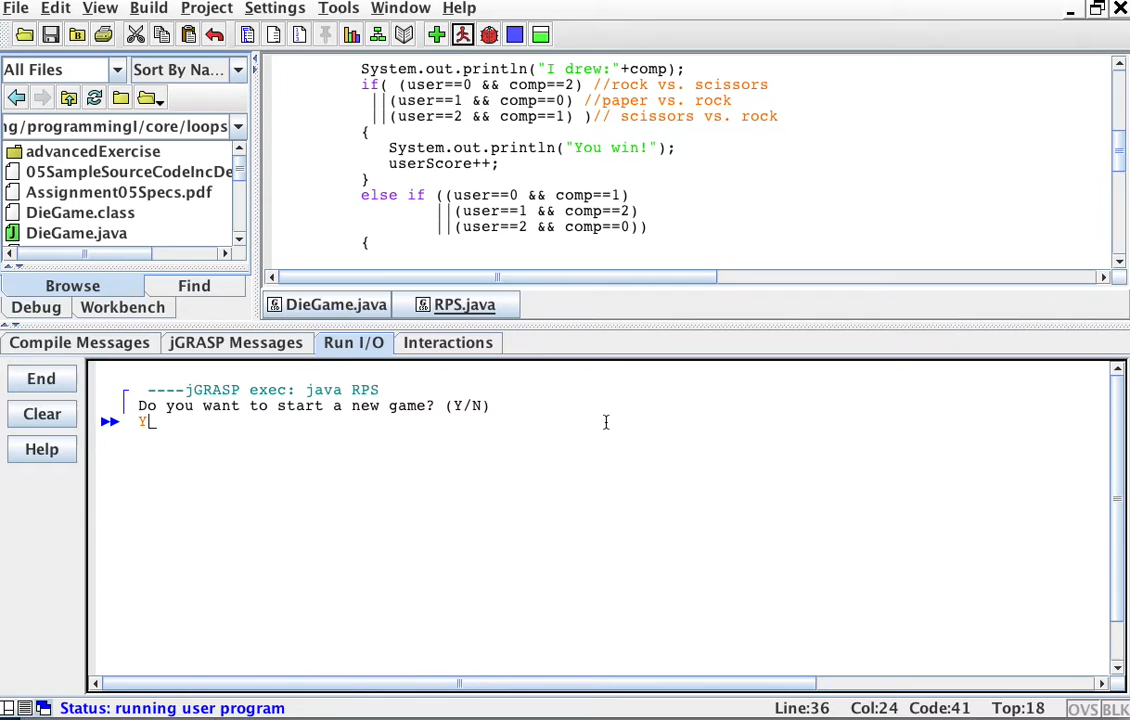 File Edit View Build Project Settings Tools Window Help
All Files Sort By Na...
ng/programmingI/core/loops
advancedExercise
05SampleSourceCodeIncDe
Assignment05Specs.pdf
DieGame.class
DieGame.java
Browse Find
Debug Workbench
System.out.println("I drew:"+comp);
if( (user==0 && comp==2) //rock vs. scissors
||(user==1 && comp==0) //paper vs. rock
||(user==2 && comp==1) )// scissors vs. rock
{
System.out.println("You win!");
userScore++;
}
else if ((user==0 && comp==1)
||(user==1 && comp==2)
||(user==2 && comp==0))
{
DieGame.java RPS.java
Compile Messages jGRASP Messages Run I/O Interactions
End
Clear
Help
----jGRASP exec: java RPS
Do you want to start a new game? (Y/N)
Y
Status: running user program Line:36 Col:24 Code:41 Top:18 OVS BLK